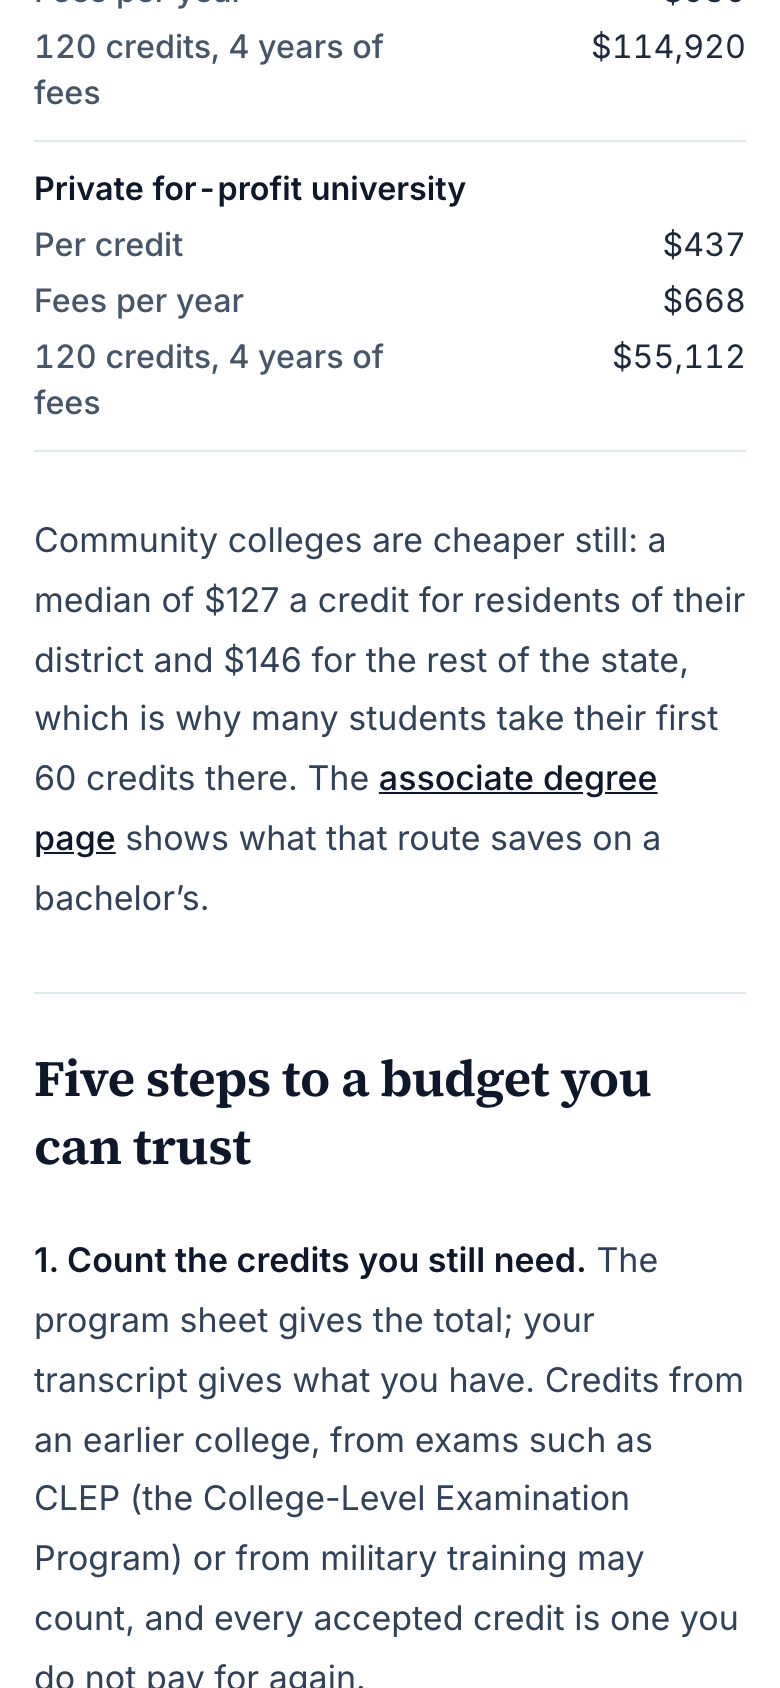 120 credits, 4 years of fees $114,920
Private for-profit university
Per credit $437
Fees per year $668
120 credits, 4 years of fees $55,112
Community colleges are cheaper still: a
median of $127 a credit for residents of their
district and $146 for the rest of the state,
which is why many students take their first
60 credits there. The associate degree
page shows what that route saves on a
bachelor’s.
Five steps to a budget you
can trust
1. Count the credits you still need. The
program sheet gives the total; your
transcript gives what you have. Credits from
an earlier college, from exams such as
CLEP (the College-Level Examination
Program) or from military training may
count, and every accepted credit is one you
do not pay for again.